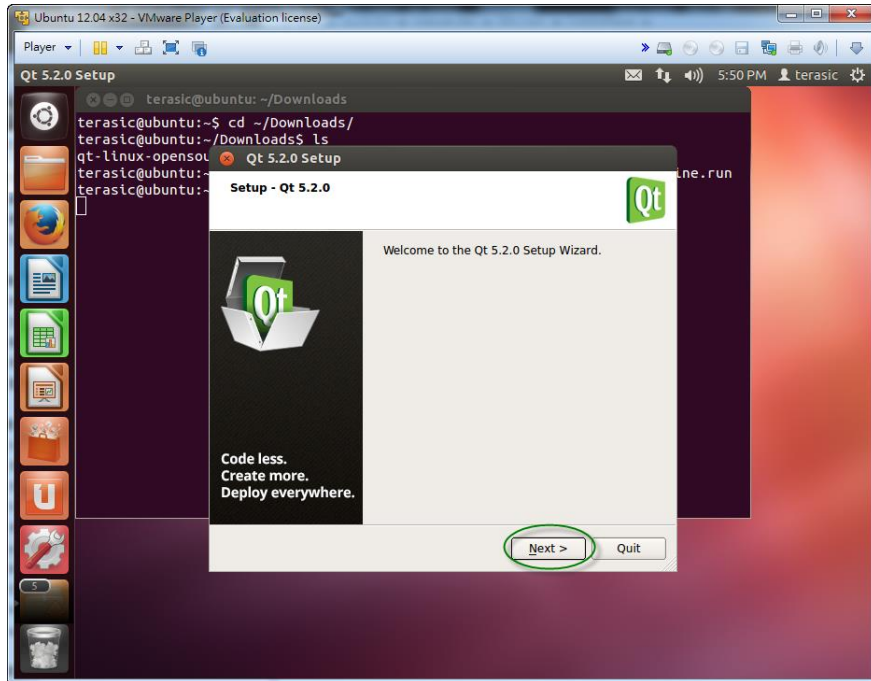 Ubuntu 12.04 x32 - VMware Player (Evaluation license)
Player
Qt 5.2.0 Setup
5:50 PM
terasic
terasic@ubuntu: ~/Downloads
terasic@ubuntu:~$ cd ~/Downloads/
terasic@ubuntu:~/Downloads$ ls
qt-linux-opensou
terasic@ubuntu:~
ine.run
terasic@ubuntu:~
Qt 5.2.0 Setup
Setup - Qt 5.2.0
Qt
Welcome to the Qt 5.2.0 Setup Wizard.
Qt
Code less.
Create more.
Deploy everywhere.
Next >
Quit
U
5